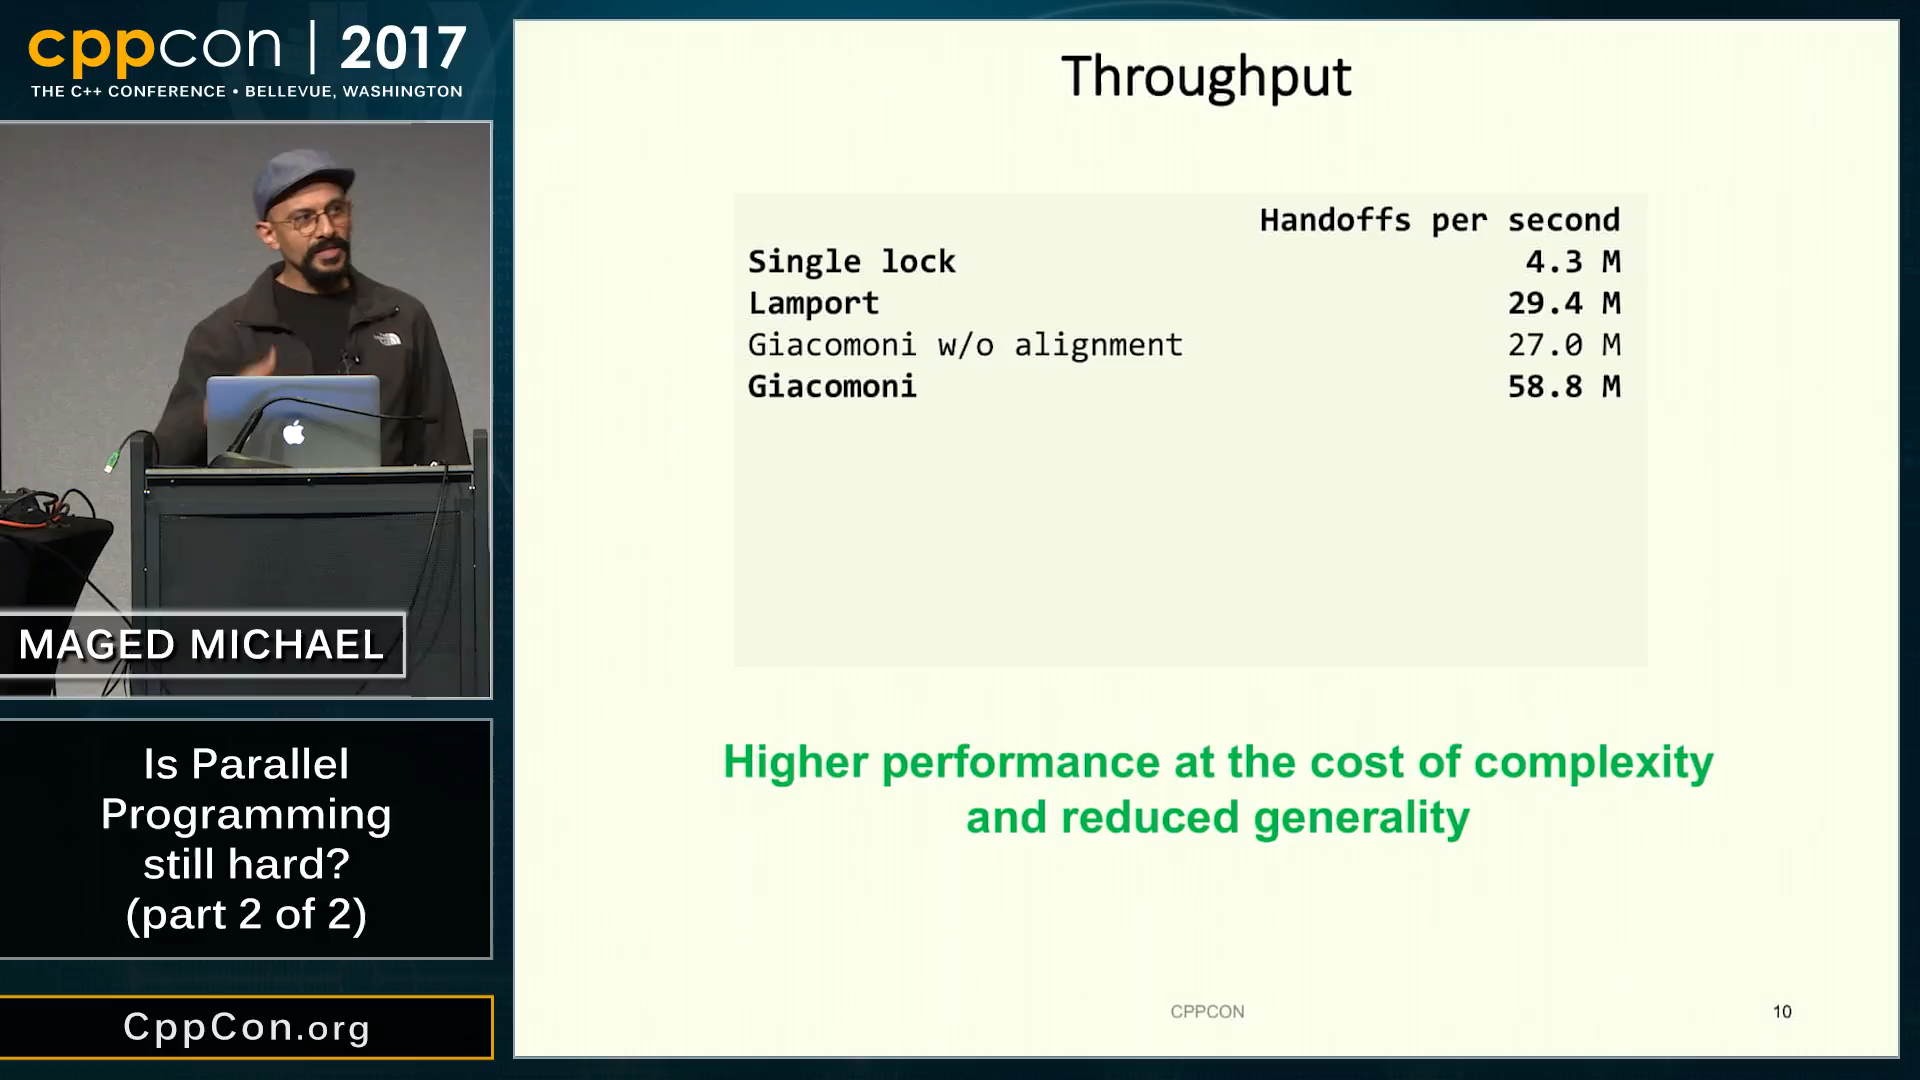 cppcon | 2017
THE C++ CONFERENCE • BELLEVUE, WASHINGTON
MAGED MICHAEL
Is Parallel
Programming
still hard?
(part 2 of 2)
CppCon.org
Throughput
Handoffs per second
Single lock 4.3 M
Lamport 29.4 M
Giacomoni w/o alignment 27.0 M
Giacomoni 58.8 M
Higher performance at the cost of complexity
and reduced generality
CPPCON
10